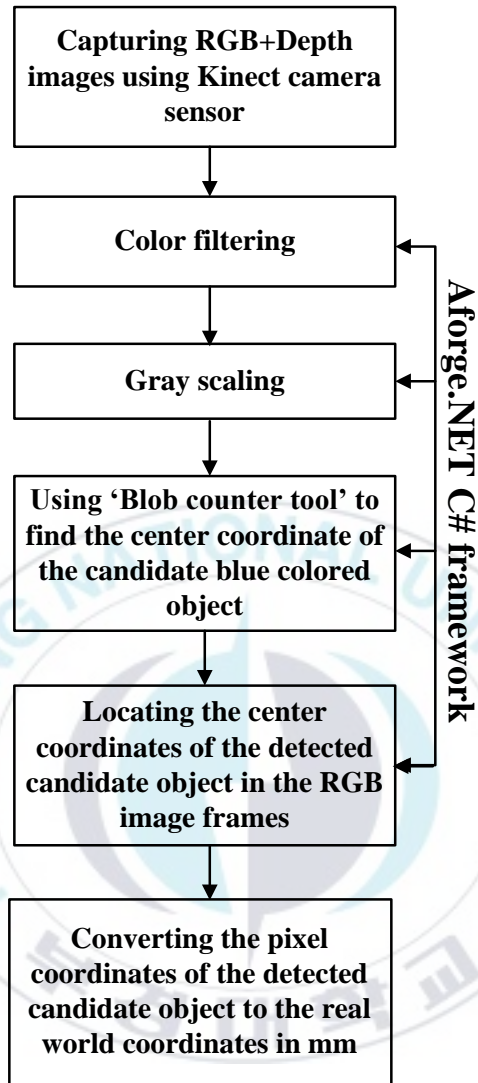 Capturing RGB+Depth
images using Kinect camera
sensor
Color filtering
Gray scaling
Using ‘Blob counter tool’ to
find the center coordinate of
the candidate blue colored
object
Locating the center
coordinates of the detected
candidate object in the RGB
image frames
Converting the pixel
coordinates of the detected
candidate object to the real
world coordinates in mm
Aforge.NET C# framework
NATIONAL